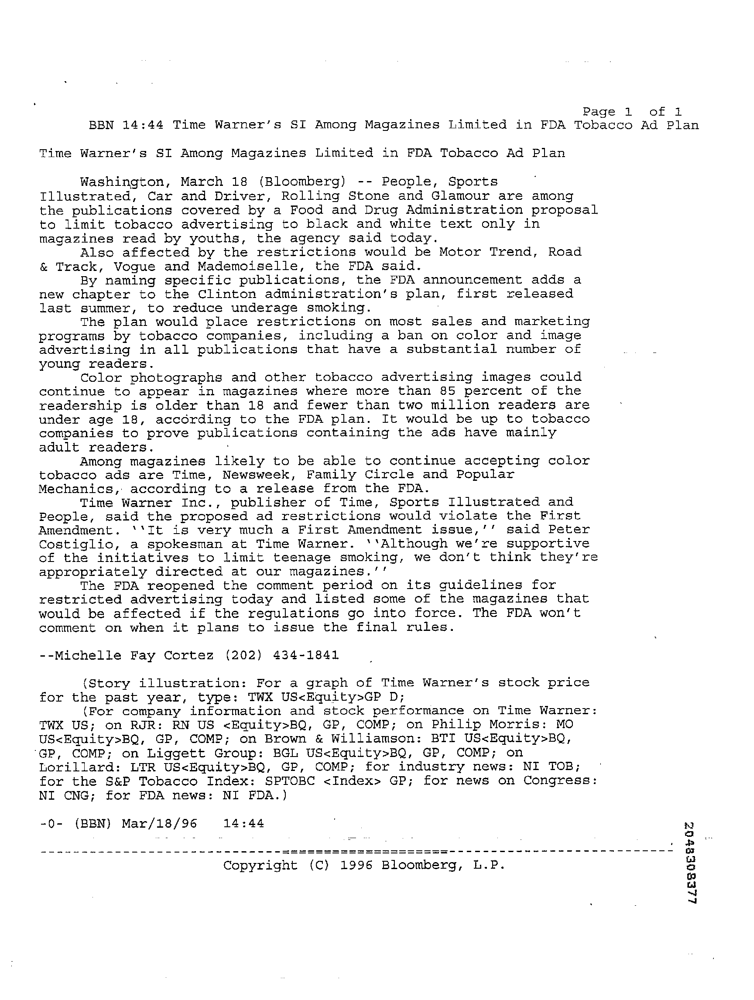 Page 1 of 1
BBN 14:44 Time Warner's SI Among Magazines Limited in FDA Tobacco Ad Plan
Time Warner's SI Among Magazines Limited in FDA Tobacco Ad Plan
Washington, March 18 (Bloomberg) -- People, Sports
Illustrated, Car and Driver, Rolling Stone and Glamour are among
the publications covered by a Food and Drug Administration proposal
to limit tobacco advertising to black and white text only in
magazines read by youths, the agency said today.
Also affected by the restrictions would be Motor Trend, Road
& Track, Vogue and Mademoiselle, the FDA said.
By naming specific publications, the FDA announcement adds a
new chapter to the Clinton administration's plan, first released
last summer, to reduce underage smoking.
The plan would place restrictions on most sales and marketing
programs by tobacco companies, including a ban on color and image
advertising in all publications that have a substantial number of
young readers.
Color photographs and other tobacco advertising images could
continue to appear in magazines where more than 85 percent of the
readership is older than 18 and fewer than two million readers are
under age 18, according to the FDA plan. It would be up to tobacco
companies to prove publications containing the ads have mainly
adult readers.
Among magazines likely to be able to continue accepting color
tobacco ads are Time, Newsweek, Family Circle and Popular
Mechanics, according to a release from the FDA.
Time Warner Inc., publisher of Time, Sports Illustrated and
People, said the proposed ad restrictions would violate the First
Amendment. ``It is very much a First Amendment issue,'' said Peter
Costiglio, a spokesman at Time Warner. ``Although we're supportive
of the initiatives to limit teenage smoking, we don't think they're
appropriately directed at our magazines.''
The FDA reopened the comment period on its guidelines for
restricted advertising today and listed some of the magazines that
would be affected if the regulations go into force. The FDA won't
comment on when it plans to issue the final rules.
--Michelle Fay Cortez (202) 434-1841
(Story illustration: For a graph of Time Warner's stock price
for the past year, type: TWX US<Equity>GP D;
(For company information and stock performance on Time Warner:
TWX US; on RJR: RN US <Equity>BQ, GP, COMP; on Philip Morris: MO
US<Equity>BQ, GP, COMP; on Brown & Williamson: BTI US<Equity>BQ,
GP, COMP; on Liggett Group: BGL US<Equity>BQ, GP, COMP; on
Lorillard: LTR US<Equity>BQ, GP, COMP; for industry news: NI TOB;
for the S&P Tobacco Index: SPTOBC <Index> GP; for news on Congress:
NI CNG; for FDA news: NI FDA.)
-0- (BBN) Mar/18/96 14:44
Copyright (C) 1996 Bloomberg, L.P.
2048308377